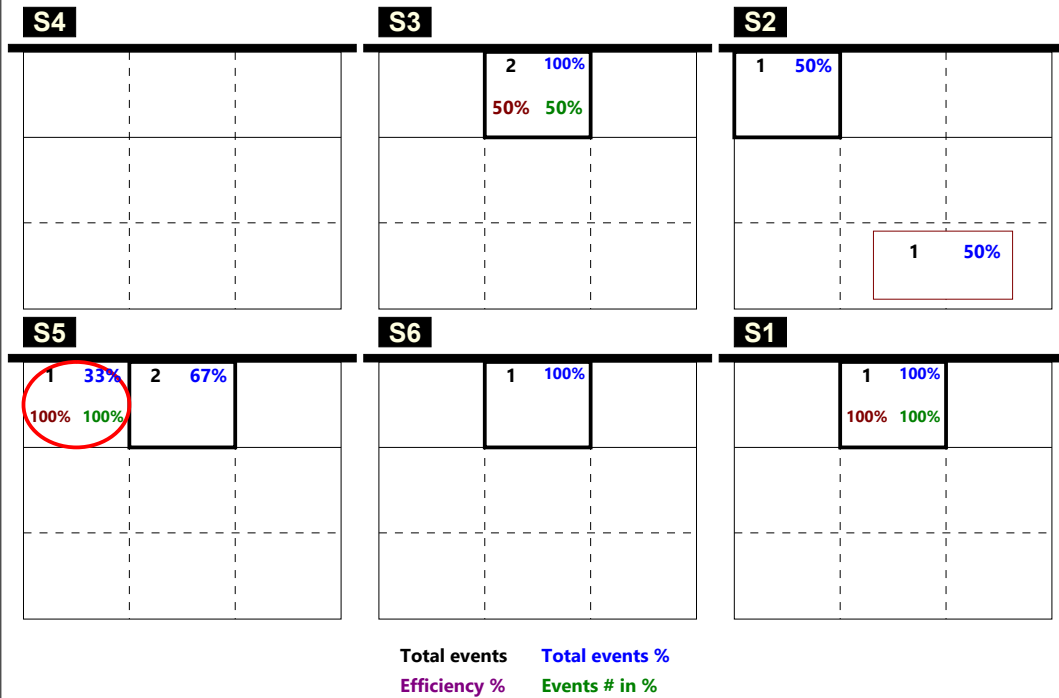 S4 S3 S2
2 100% 1 50%
50% 50%
1 50%
S5 S6 S1
1 33% 2 67% 1 100% 1 100%
100% 100% 100% 100%
Total events Total events %
Efficiency % Events # in %